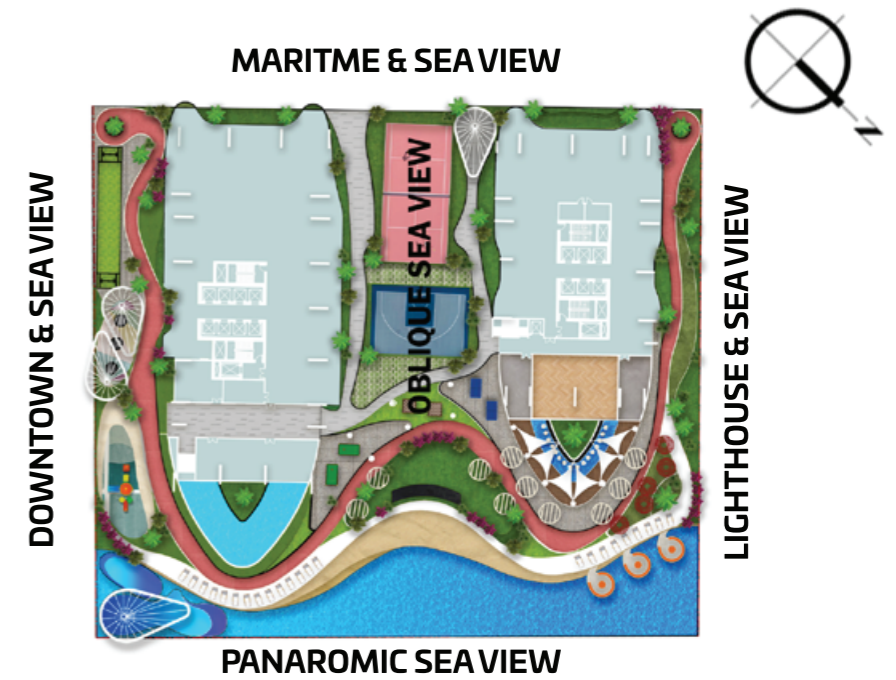 MARITME & SEA VIEW
N
DOWNTOWN & SEA VIEW
OBLIQUE SEA VIEW
LIGHTHOUSE & SEA VIEW
PANAROMIC SEA VIEW